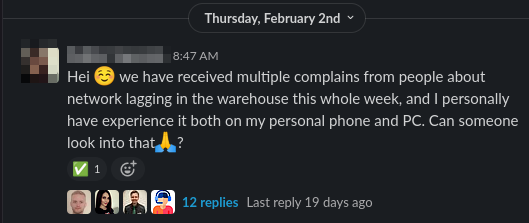 Thursday, February 2nd
8:47 AM
Hei ☺️ we have received multiple complains from people about
network lagging in the warehouse this whole week, and I personally
have experience it both on my personal phone and PC. Can someone
look into that🙏?
✅ 1
12 replies Last reply 19 days ago